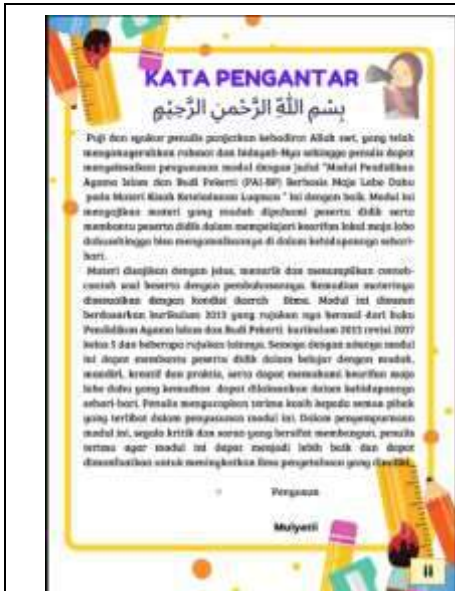 KATA PENGANTAR
بِسْمِ اللّٰهِ الرَّحْمٰنِ الرَّحِيْمِ
Puji dan syukur penulis panjatkan kehadirat Allah swt, yang telah
menganugerahkan rahmat dan hidayah-Nya sehingga penulis dapat
menyelesaikan penyusunan modul dengan judul "Modul Pendidikan
Agama Islam dan Budi Pekerti (PAI-BP) Berbasis Maja Labo Dahu
pada Materi Kisah Keteladanan Luqman " ini dengan baik. Modul ini
menyajikan materi yang mudah dipahami peserta didik serta
membantu peserta didik dalam mempelajari kearifan lokal maja labo
dahu sehingga bisa mengamalkannya di dalam kehidupannya sehari-
hari.
Materi disajikan dengan jelas, menarik dan menampilkan contoh-
contoh soal beserta dengan pembahasannya. Kemudian materinya
disesuaikan dengan kondisi daerah Bima. Modul ini disusun
berdasarkan kurikulum 2013 yang rujukan nya berasal dari buku
Pendidikan Agama Islam dan Budi Pekerti kurikulum 2013 revisi 2017
kelas 5 dan beberapa rujukan lainnya. Semoga dengan adanya modul
ini dapat membantu peserta didik dalam belajar dengan mudah,
mandiri, kreatif dan praktis, serta dapat memahami kearifan maja
labo dahu yang kemudian dapat dilaksanakan dalam kehidupannya
sehari-hari. Penulis mengucapkan terima kasih kepada semua pihak
yang terlibat dalam penyusunan modul ini. Dalam penyempurnaan
modul ini, segala kritik dan saran yang bersifat membangun, penulis
terima agar modul ini dapat menjadi lebih baik dan dapat
dimanfaatkan untuk meningkatkan ilmu pengetahuan yang dimiliki.
Penyusun
Mulyatii
ii